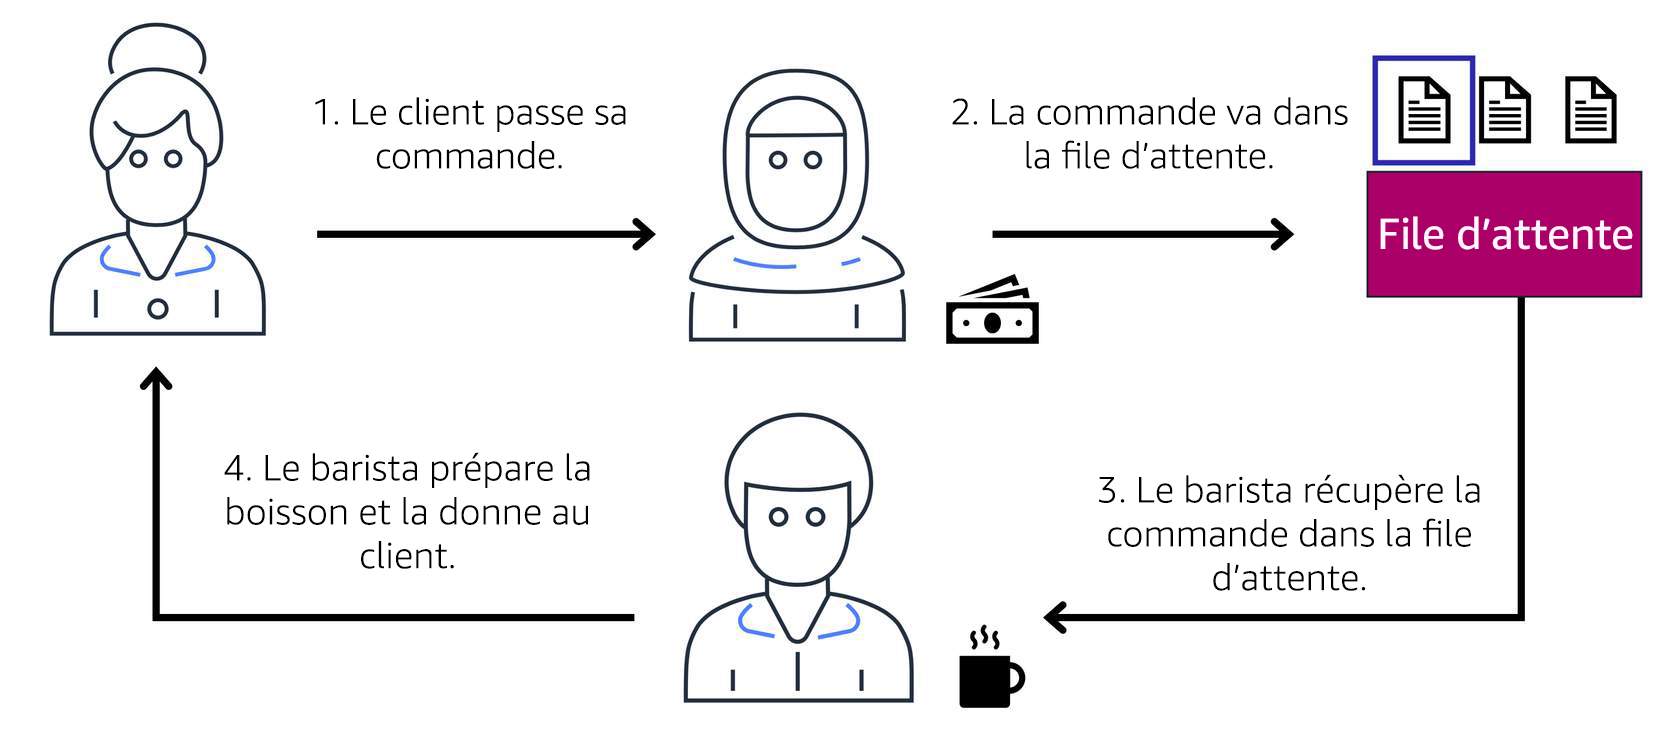 1. Le client passe sa
commande.
2. La commande va dans
la file d’attente.
File d’attente
4. Le barista prépare la
boisson et la donne au
client.
3. Le barista récupère la
commande dans la file
d’attente.